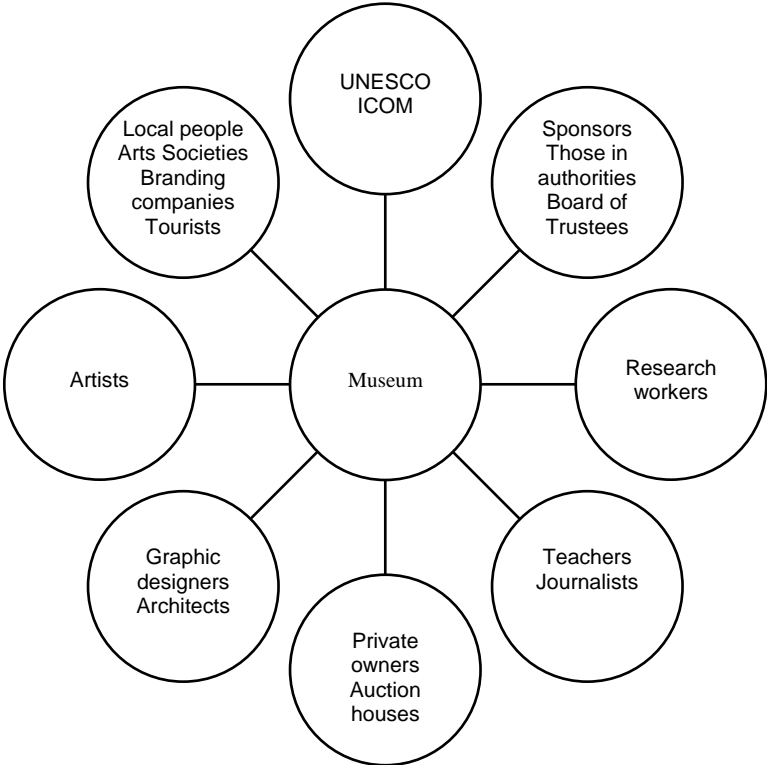 UNESCO
ICOM
Local people
Arts Societies
Branding
companies
Tourists
Sponsors
Those in
authorities
Board of
Trustees
Artists
Museum
Research
workers
Graphic
designers
Architects
Teachers
Journalists
Private
owners
Auction
houses